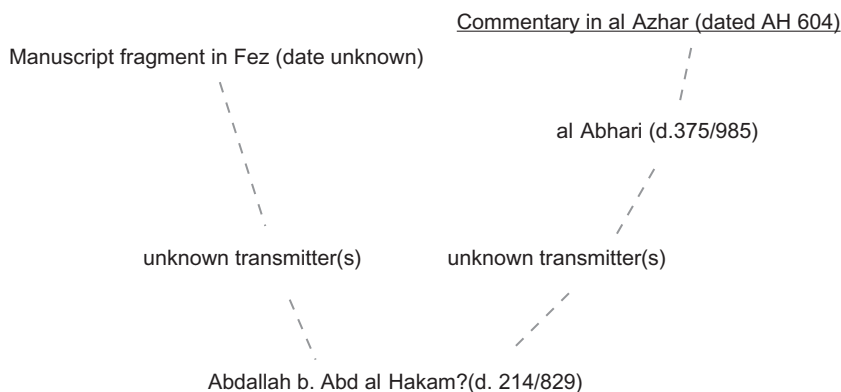 Commentary in al Azhar (dated AH 604)
Manuscript fragment in Fez (date unknown)
al Abhari (d.375/985)
unknown transmitter(s)
unknown transmitter(s)
Abdallah b. Abd al Hakam?(d. 214/829)